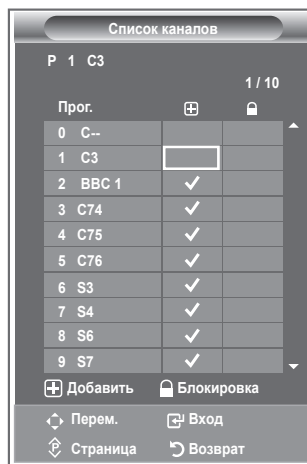 Список каналов
P 1 C3
1 / 10
Прог.
0 C--
1 C3
2 BBC 1
3 C74
4 C75
5 C76
6 S3
7 S4
8 S6
9 S7
Добавить Блокировка
Перем. Вход
Страница Возврат